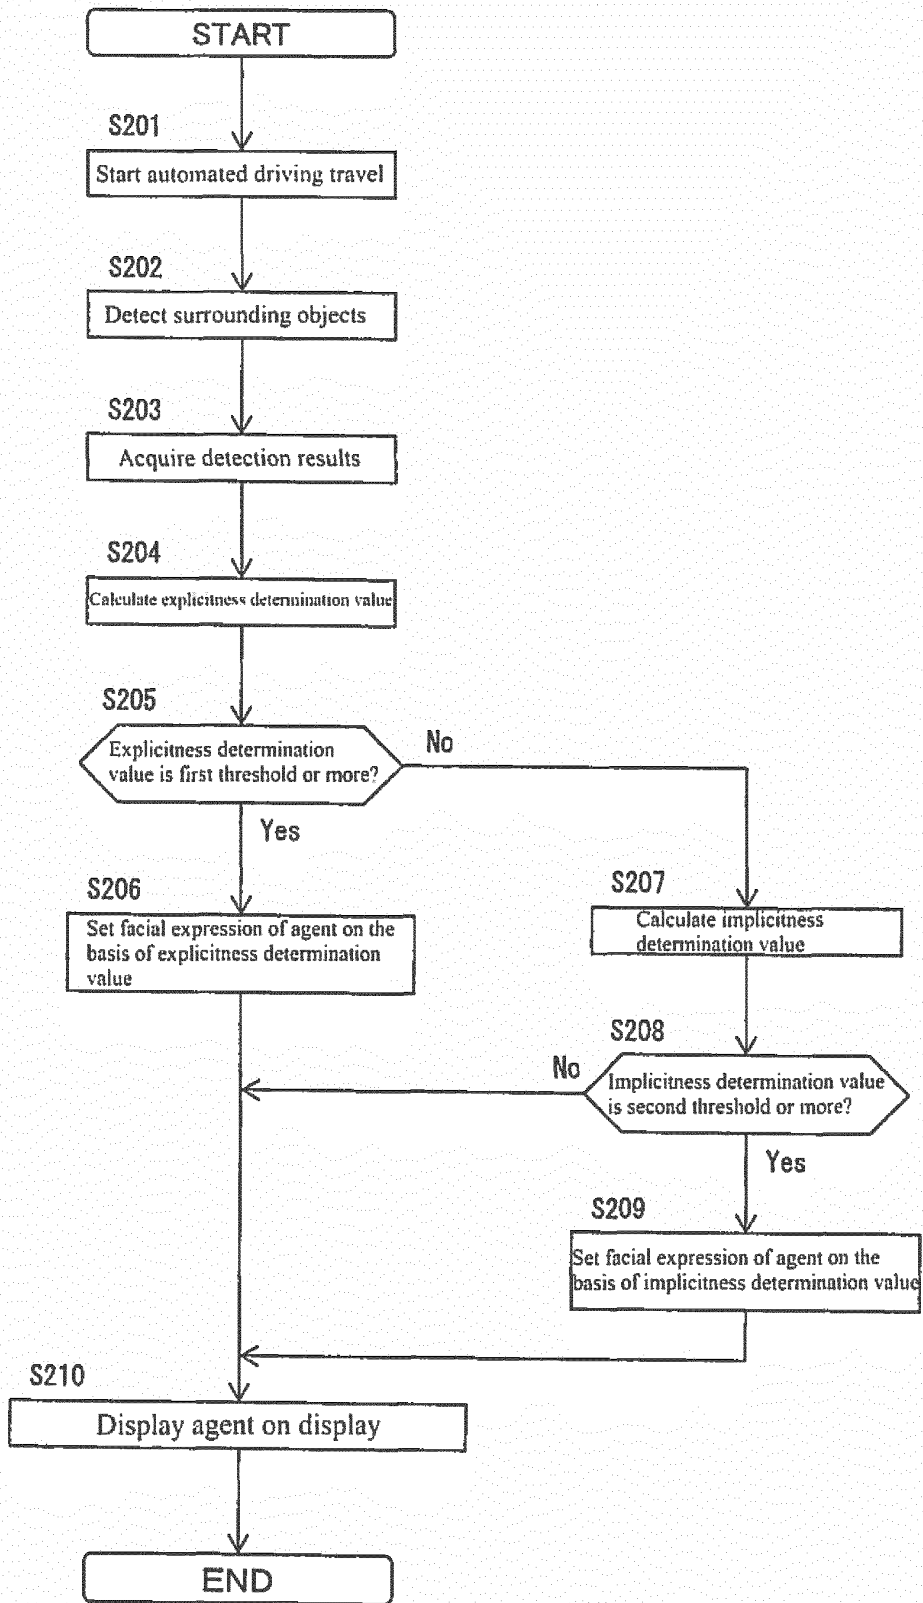 START
S201
Start automated driving travel
S202
Detect surrounding objects
S203
Acquire detection results
S204
Calculate explicitness determination value
S205
Explicitness determination
value is first threshold or more?
No
Yes
S206
Set facial expression of agent on the
basis of explicitness determination
value
S207
Calculate implicitness
determination value
S208
No
Implicitness determination value
is second threshold or more?
Yes
S209
Set facial expression of agent on the
basis of implicitness determination value
S210
Display agent on display
END